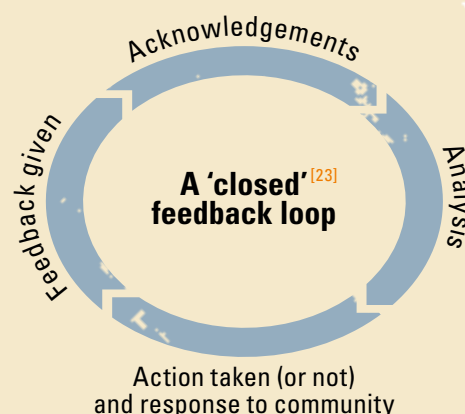 Acknowledgements
Feedback given
A ‘closed’[23]
feedback loop
Analysis
Action taken (or not)
and response to community